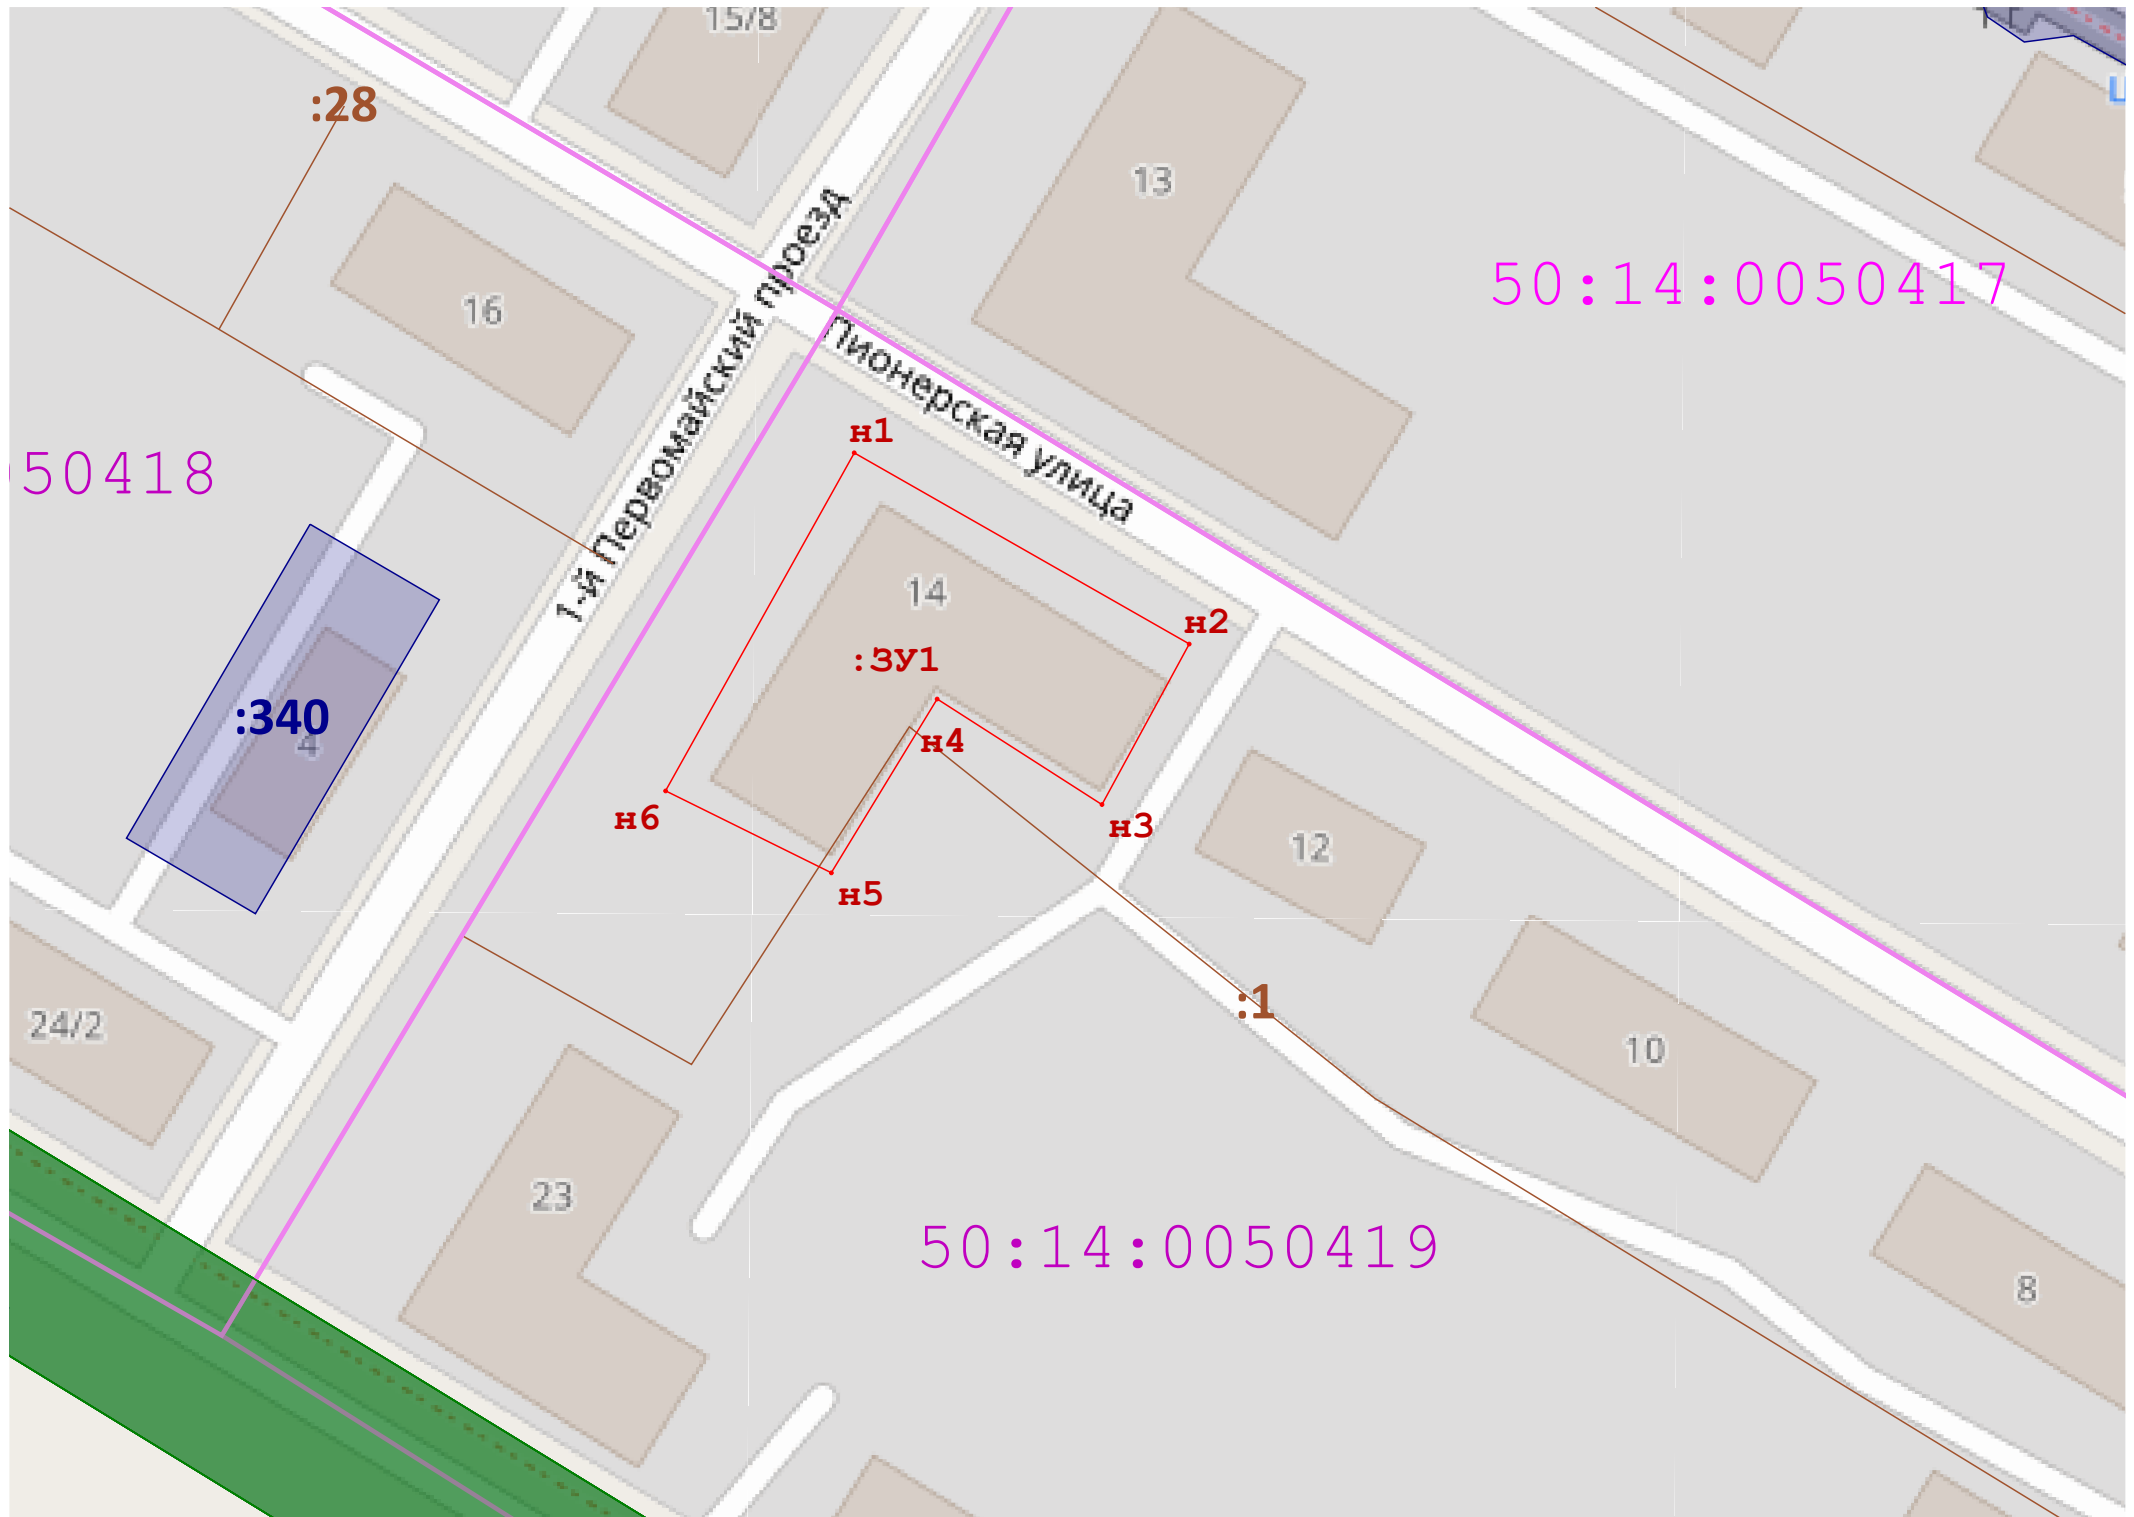 15/8
:28
13
16
50:14:0050417
1-й Первомайский проезд
Пионерская улица
н1
50418
14
н2
:ЗУ1
:340
4
н4
н6
н3
12
н5
:1
24/2
10
23
50:14:0050419
8